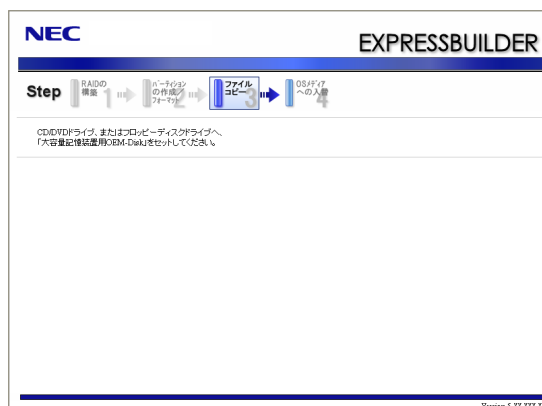 NEC
EXPRESSBUILDER
Step
RAIDの
構築
1
パーティション
の作成/
フォーマット
2
ファイル
コピー
3
OSメディア
への入替
4
CD/DVDドライブ、またはフロッピーディスクドライブへ、
「大容量記憶装置用OEM-Disk」をセットしてください。
Version